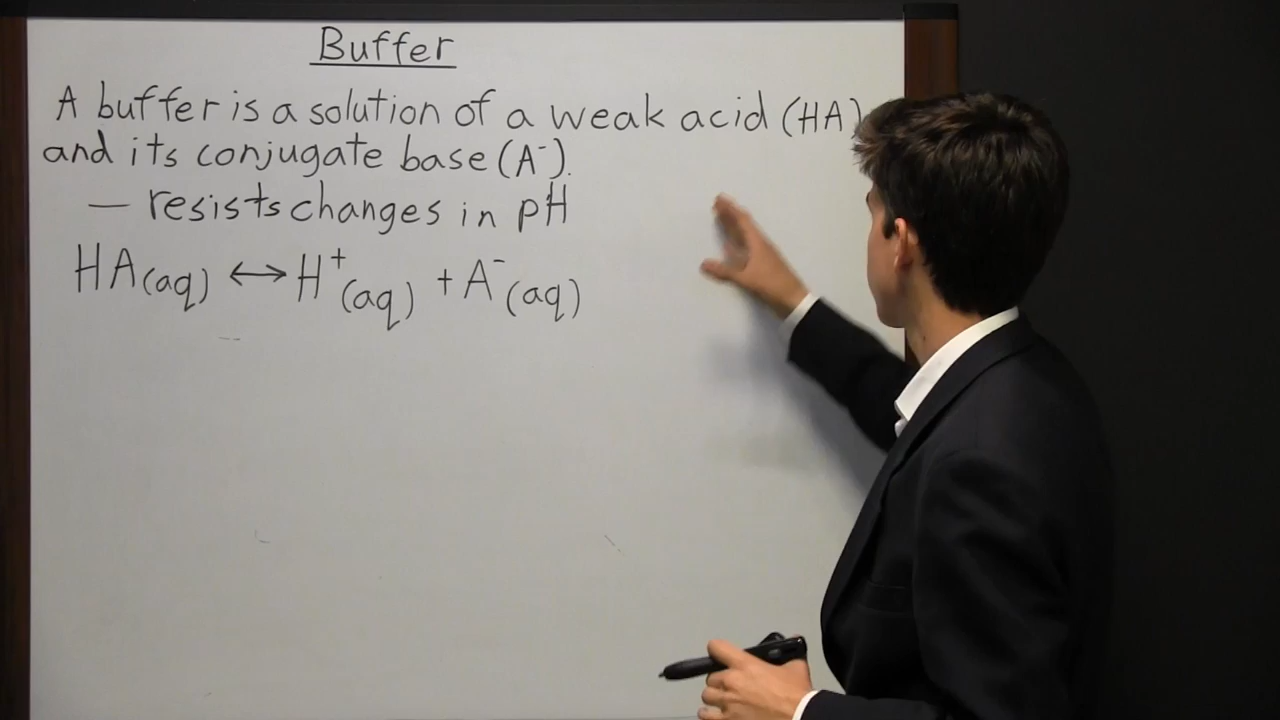 Buffer
A buffer is a solution of a weak acid (HA)
and its conjugate base (A⁻).
— resists changes in pH
HA(aq) ↔ H⁺(aq) + A⁻(aq)